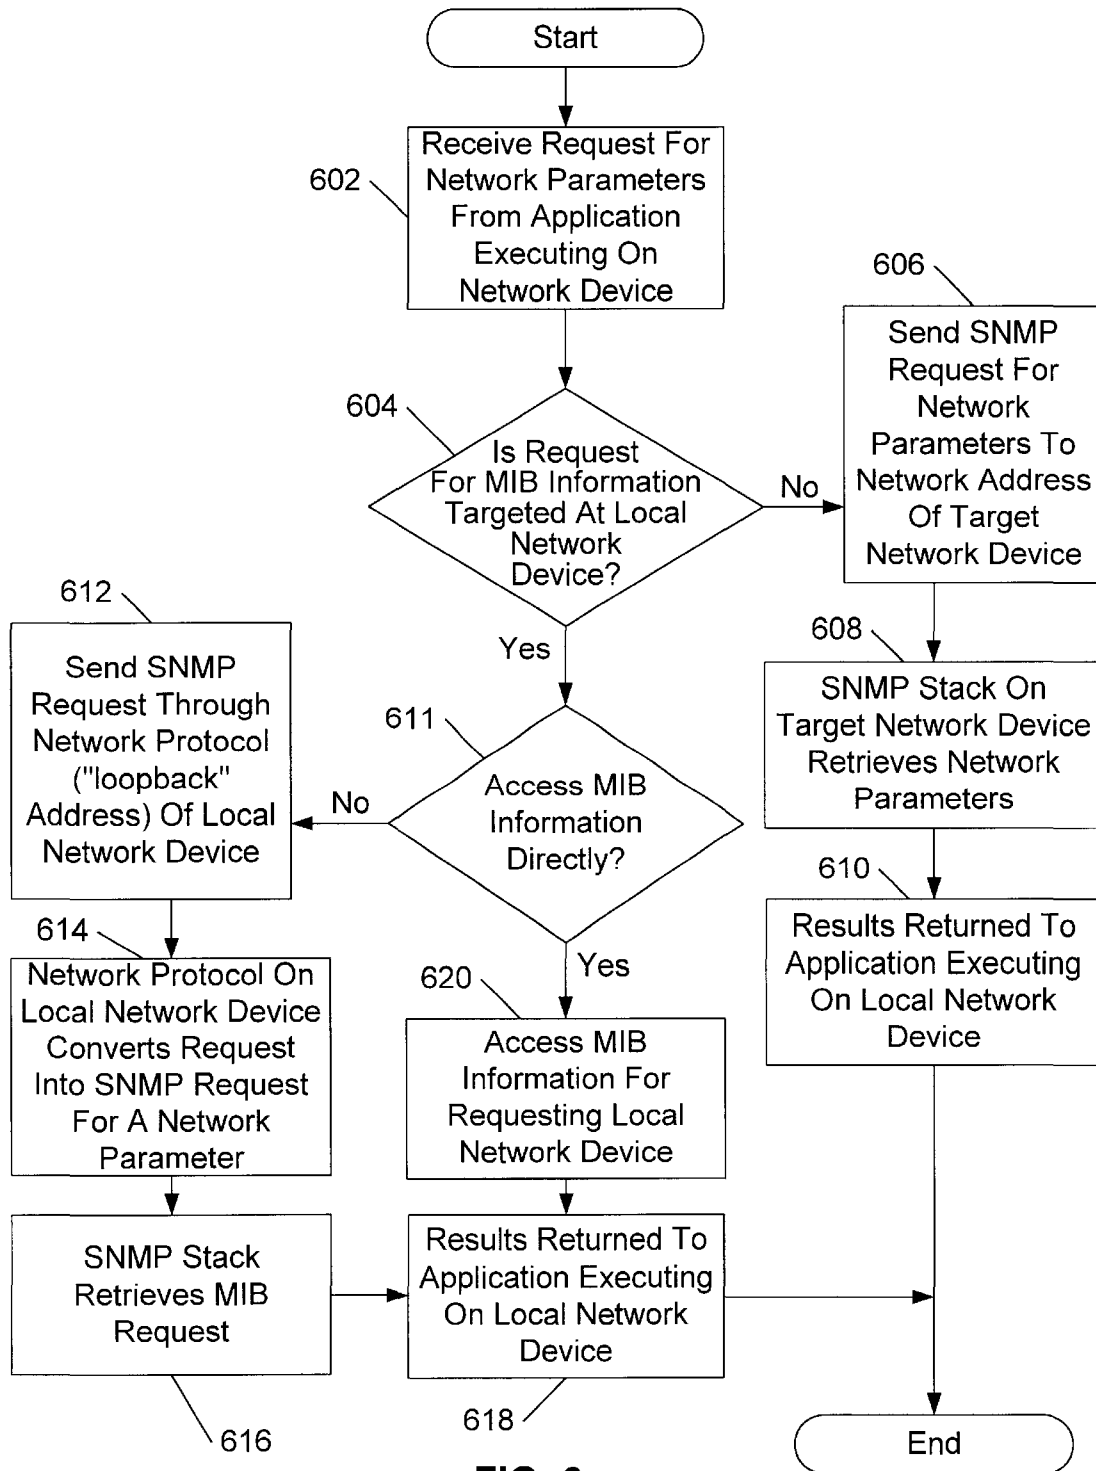 Start
602
Receive Request For
Network Parameters
From Application
Executing On
Network Device
604
Is Request
For MIB Information
Targeted At Local
Network
Device?
No
606
Send SNMP
Request For
Network
Parameters To
Network Address
Of Target
Network Device
608
SNMP Stack On
Target Network Device
Retrieves Network
Parameters
610
Results Returned To
Application Executing
On Local Network
Device
Yes
611
Access MIB
Information
Directly?
No
612
Send SNMP
Request Through
Network Protocol
("loopback"
Address) Of Local
Network Device
614
Network Protocol On
Local Network Device
Converts Request
Into SNMP Request
For A Network
Parameter
616
SNMP Stack
Retrieves MIB
Request
Yes
620
Access MIB
Information For
Requesting Local
Network Device
Results Returned To
Application Executing
On Local Network
Device
618
End